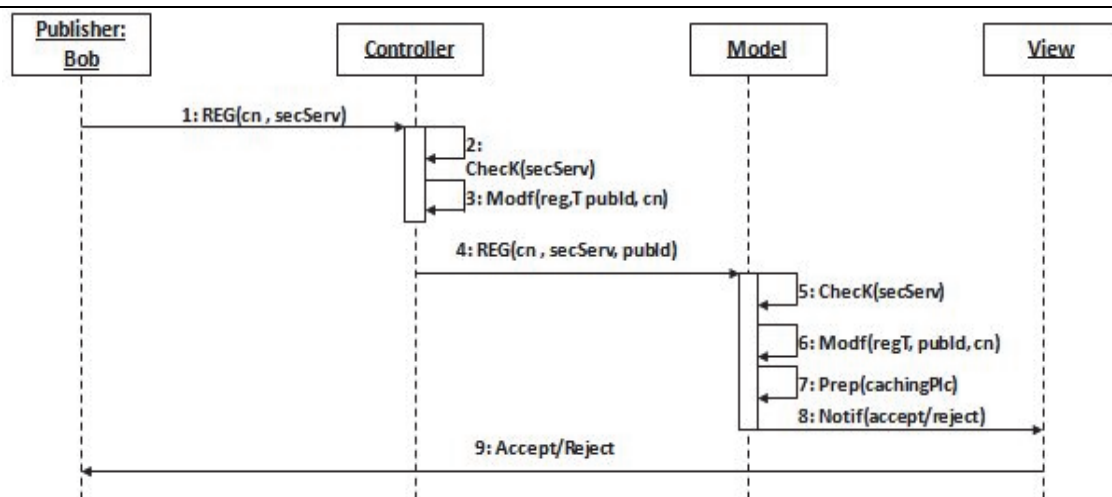 Publisher:
Bob
Controller
Model
View
1: REG(cn , secServ)
2:
ChecK(secServ)
3: Modf(reg,T pubId, cn)
4: REG(cn , secServ, pubId)
5: ChecK(secServ)
6: Modf(regT, pubId, cn)
7: Prep(cachingPlc)
8: Notif(accept/reject)
9: Accept/Reject